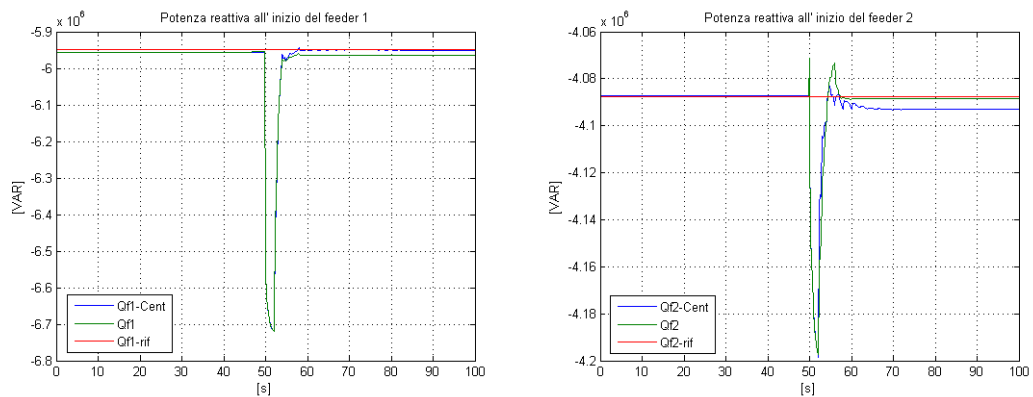 Potenza reattiva all' inizio del feeder 1
x 10^6
-5.9
-6
-6.1
-6.2
-6.3
-6.4
-6.5
-6.6
-6.7
-6.8
[VAR]
Qf1-Cent
Qf1
Qf1-rif
0 10 20 30 40 50 60 70 80 90 100
[s]
Potenza reattiva all' inizio del feeder 2
x 10^6
-4.06
-4.08
-4.1
-4.12
-4.14
-4.16
-4.18
-4.2
[VAR]
Qf2-Cent
Qf2
Qf2-rif
0 10 20 30 40 50 60 70 80 90 100
[s]